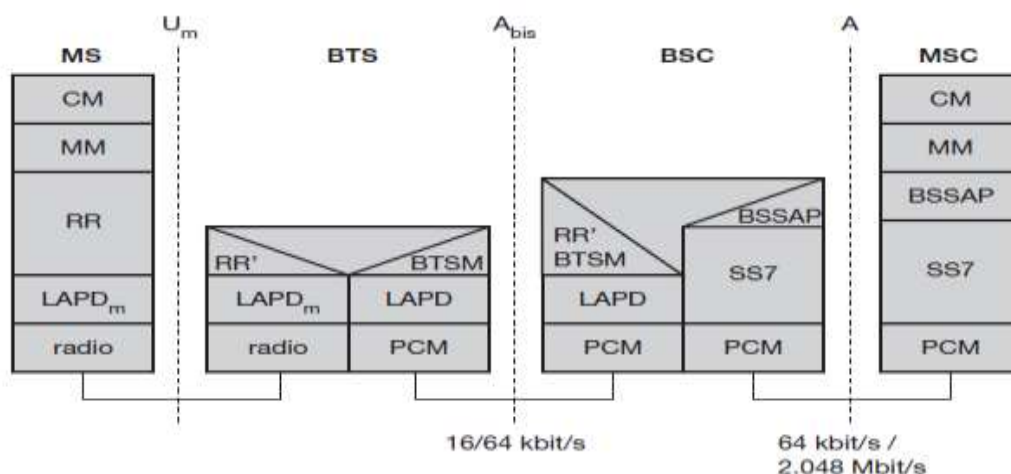 Um
Abis
A
MS
BTS
BSC
MSC
CM
MM
RR
LAPDm
radio
RR'
BTSM
LAPDm
LAPD
radio
PCM
RR'
BTSM
BSSAP
LAPD
SS7
PCM
PCM
CM
MM
BSSAP
SS7
PCM
16/64 kbit/s
64 kbit/s /
2.048 Mbit/s